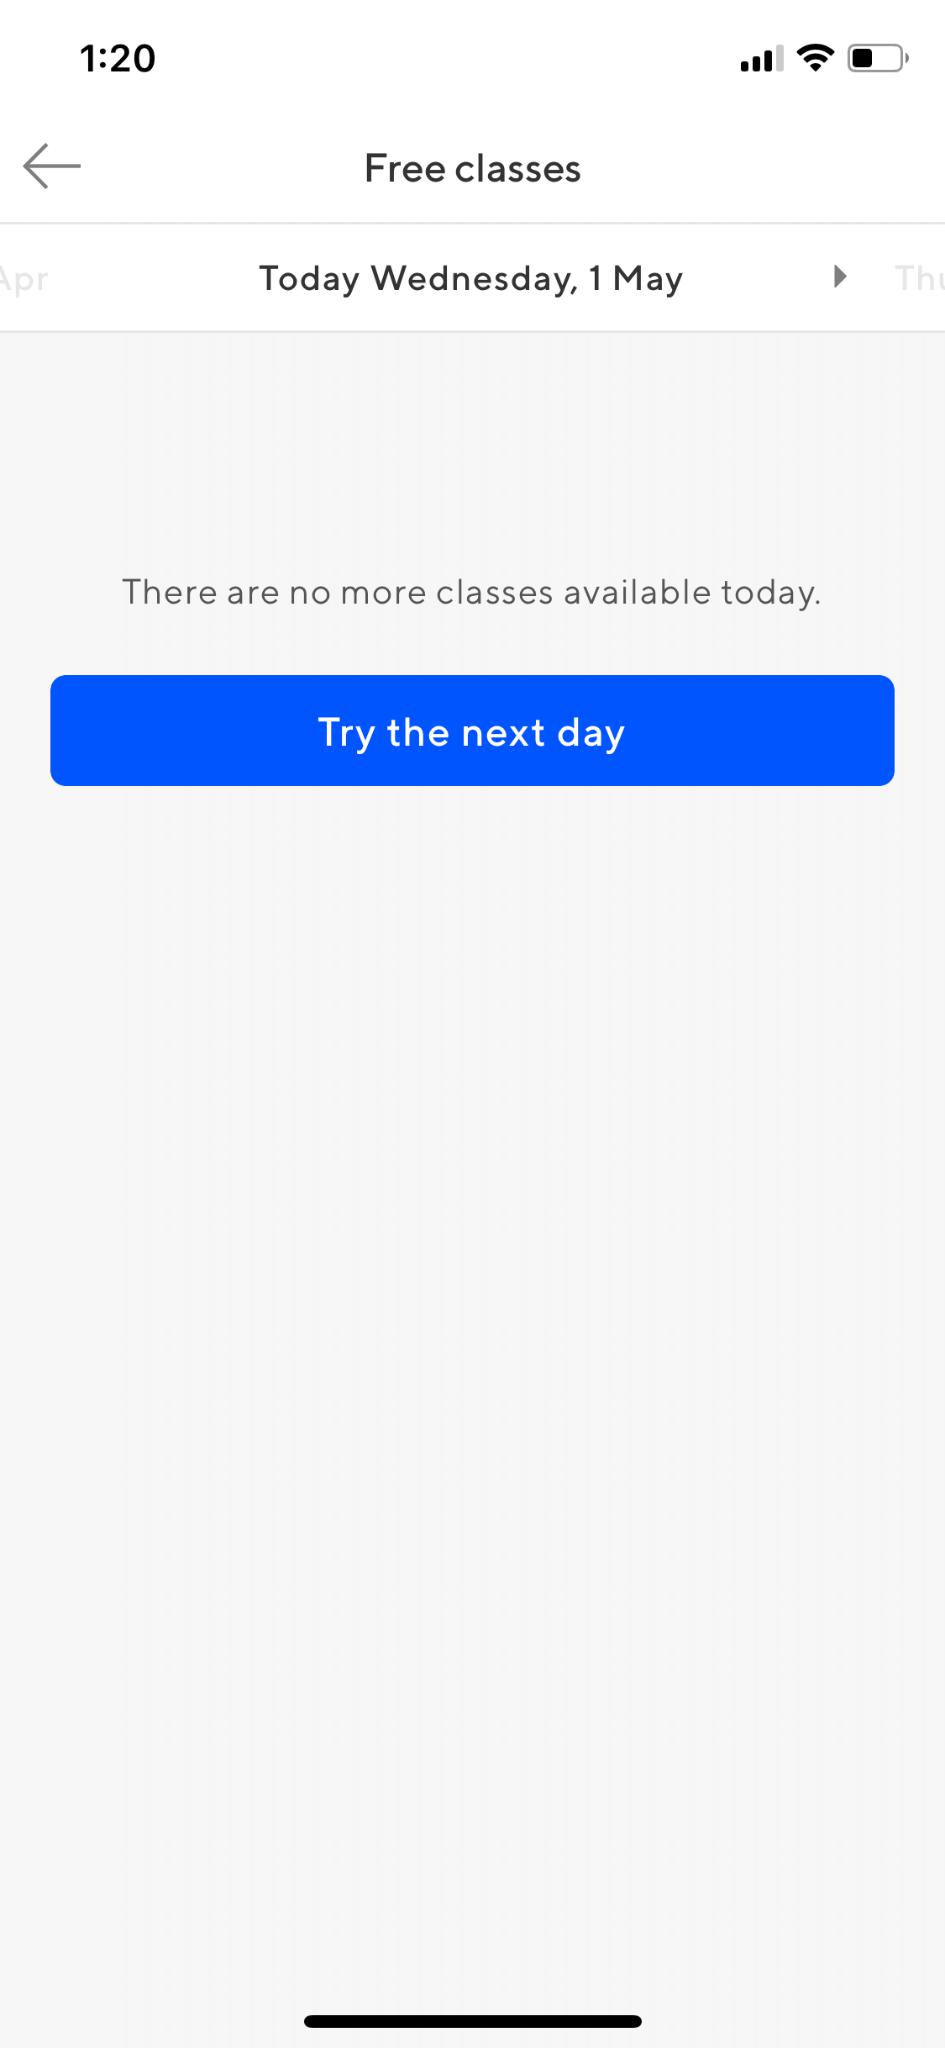 1:20
Free classes
Apr Today Wednesday, 1 May Thu
There are no more classes available today.
Try the next day